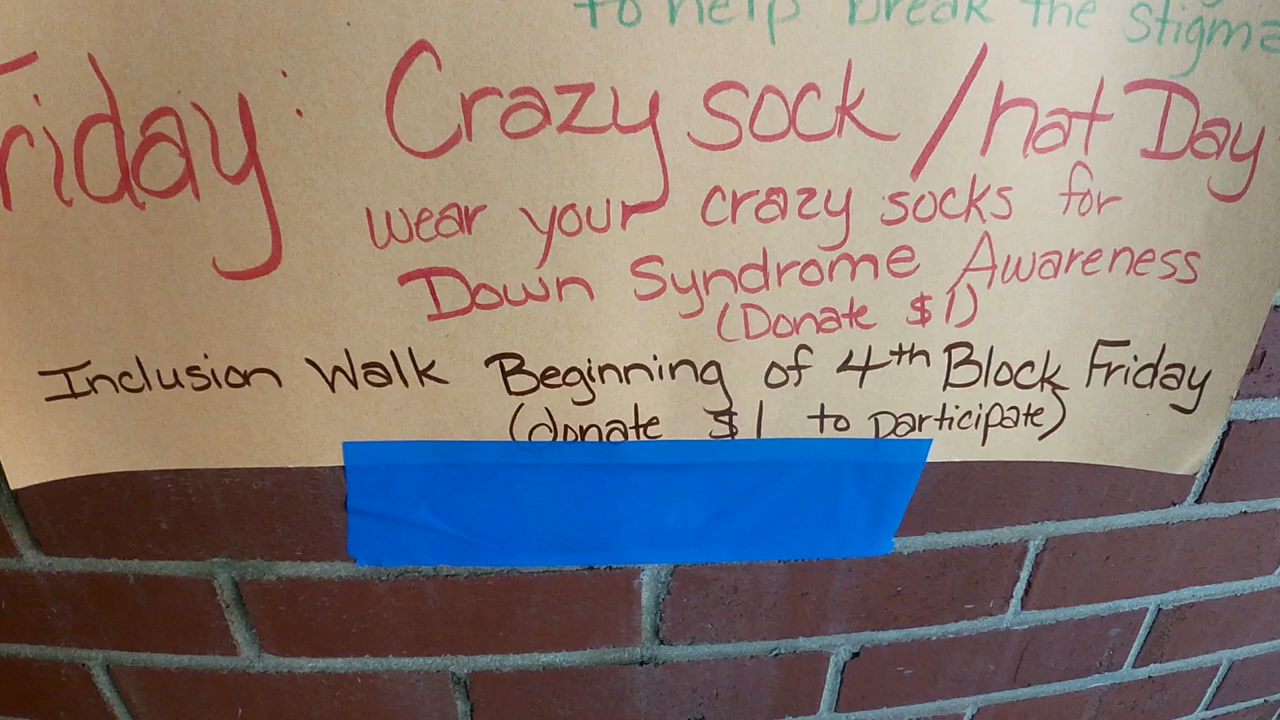 to help break the stigma
Friday: Crazy sock / hat Day
wear your crazy socks for
Down Syndrome Awareness
(Donate $1)
Inclusion Walk Beginning of 4th Block Friday
(donate $1 to participate)